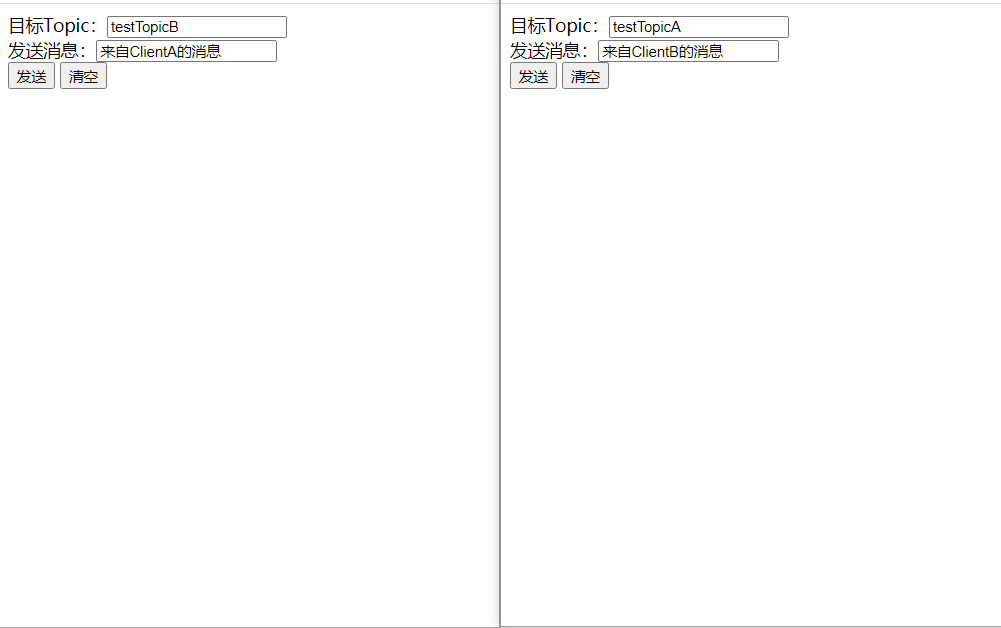 目标Topic：testTopicB
发送消息：来自ClientA的消息
发送 清空
目标Topic：testTopicA
发送消息：来自ClientB的消息
发送 清空